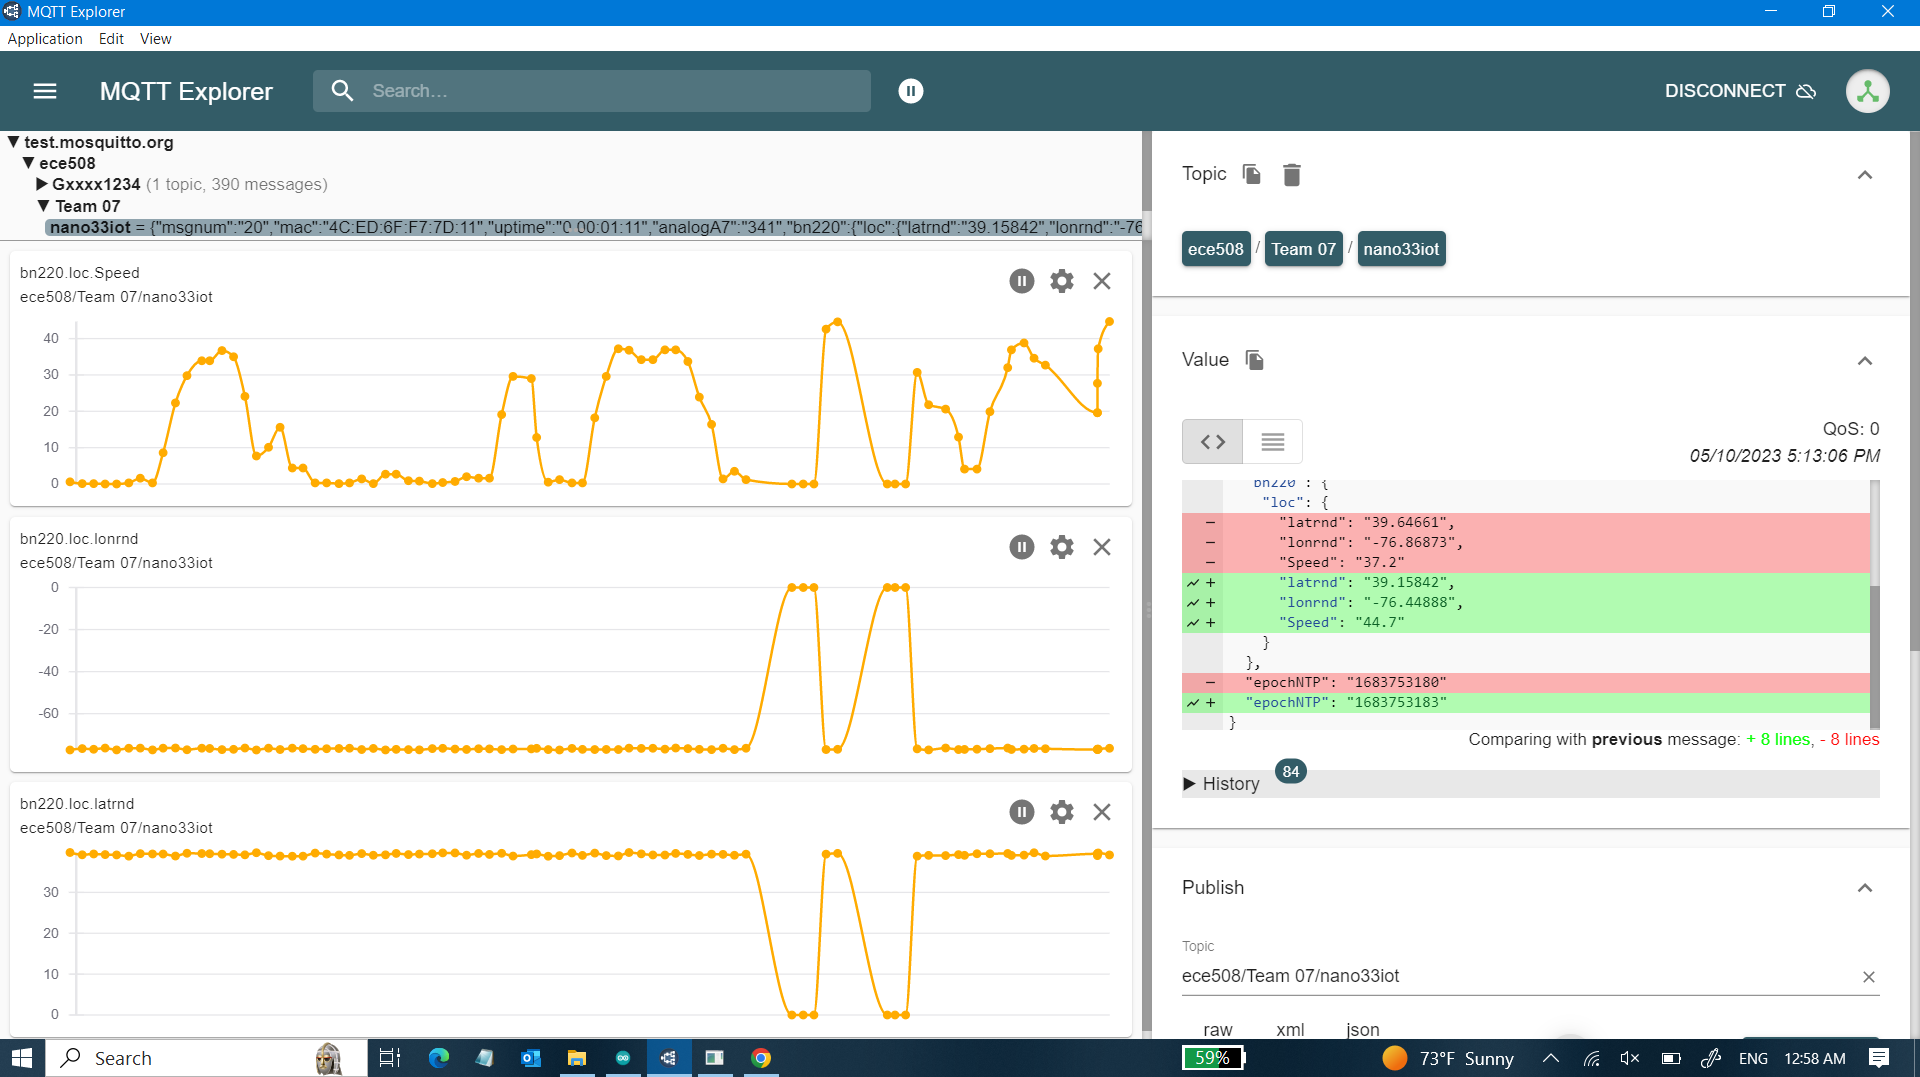 MQTT Explorer
Application Edit View
MQTT Explorer
Search...
DISCONNECT
test.mosquitto.org
ece508
Gxxxx1234 (1 topic, 390 messages)
Team 07
nano33iot = {"msgnum":"20","mac":"4C:ED:6F:F7:7D:11","uptime":"0 00:01:11","analogA7":"341","bn220":{"loc":{"latrnd":"39.15842","lonrnd":"-76
bn220.loc.Speed
ece508/Team 07/nano33iot
40
30
20
10
0
bn220.loc.lonrnd
ece508/Team 07/nano33iot
0
-20
-40
-60
bn220.loc.latrnd
ece508/Team 07/nano33iot
30
20
10
0
Topic
ece508 / Team 07 / nano33iot
Value
QoS: 0
05/10/2023 5:13:06 PM
bn220": {
"loc": {
- "latrnd": "39.64661",
- "lonrnd": "-76.86873",
- "Speed": "37.2"
+ "latrnd": "39.15842",
+ "lonrnd": "-76.44888",
+ "Speed": "44.7"
}
},
- "epochNTP": "1683753180"
+ "epochNTP": "1683753183"
}
Comparing with previous message: + 8 lines, - 8 lines
History 84
Publish
Topic
ece508/Team 07/nano33iot
raw xml json
Search
59%
73°F Sunny
ENG
12:58 AM